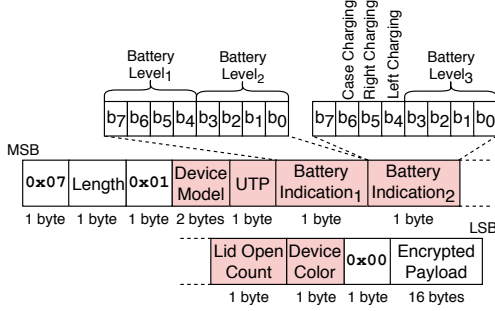 Case Charging
Right Charging
Left Charging
Battery Level1
Battery Level2
Battery Level3
b7 b6 b5 b4 b3 b2 b1 b0
b7 b6 b5 b4 b3 b2 b1 b0
MSB
0x07 Length 0x01 Device Model UTP Battery Indication1 Battery Indication2
1 byte 1 byte 1 byte 2 bytes 1 byte 1 byte 1 byte
LSB
Lid Open Count Device Color 0x00 Encrypted Payload
1 byte 1 byte 1 byte 16 bytes